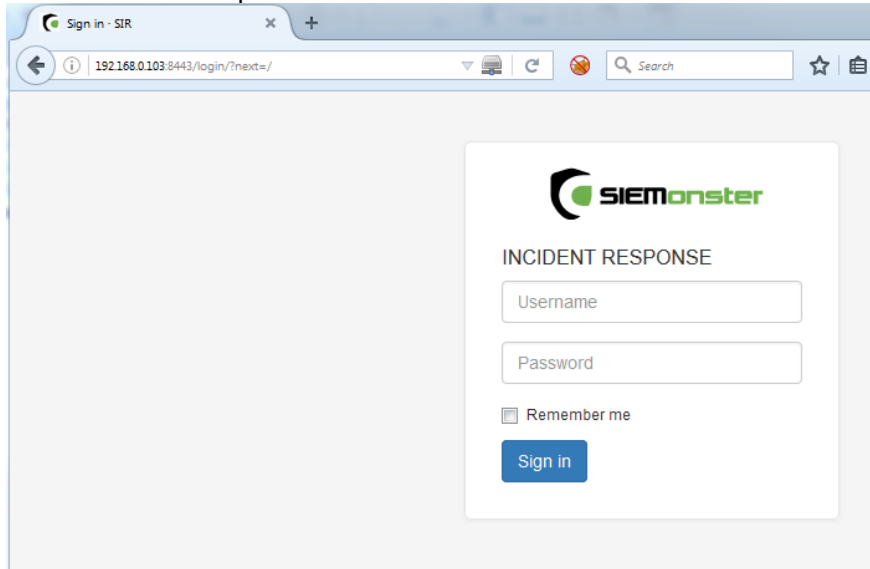 Sign in · SIR
192.168.0.103:8443/login/?next=/
Search
SIEMonster
INCIDENT RESPONSE
Username
Password
Remember me
Sign in